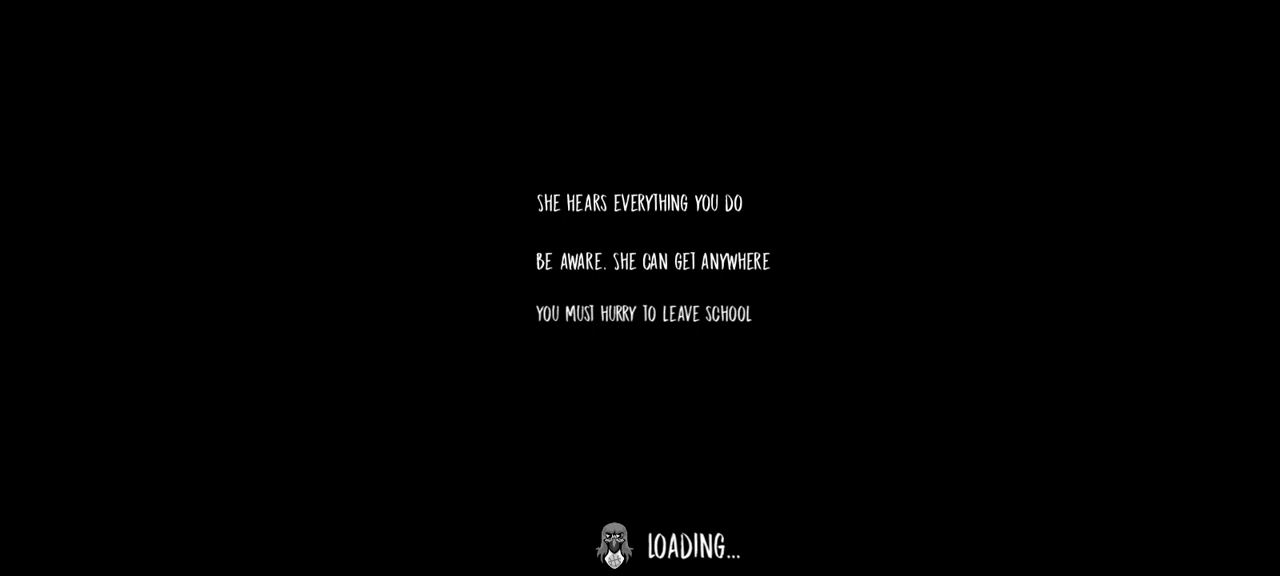 SHE HEARS EVERYTHING YOU DO
BE AWARE. SHE CAN GET ANYWHERE
YOU MUST HURRY TO LEAVE SCHOOL
LOADING...